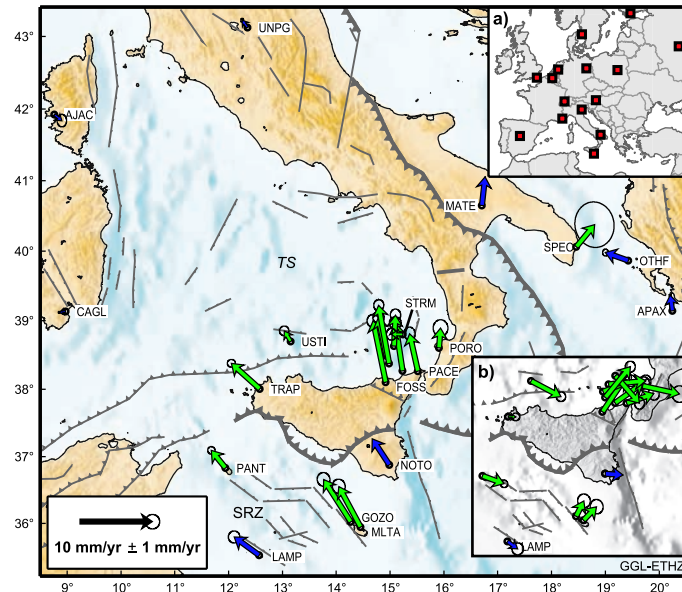 43°
42°
41°
40°
39°
38°
37°
36°
9°
10°
11°
12°
13°
14°
15°
16°
17°
18°
19°
20°
UNPG
a)
AJAC
MATE
SPEO
OTHF
TS
CAGL
STRM
APAX
USTI
PORO
PACE
b)
TRAP
FOSS
PANT
NOTO
SRZ
GOZO
MLTA
10 mm/yr ± 1 mm/yr
LAMP
LAMP
GGL-ETHZ